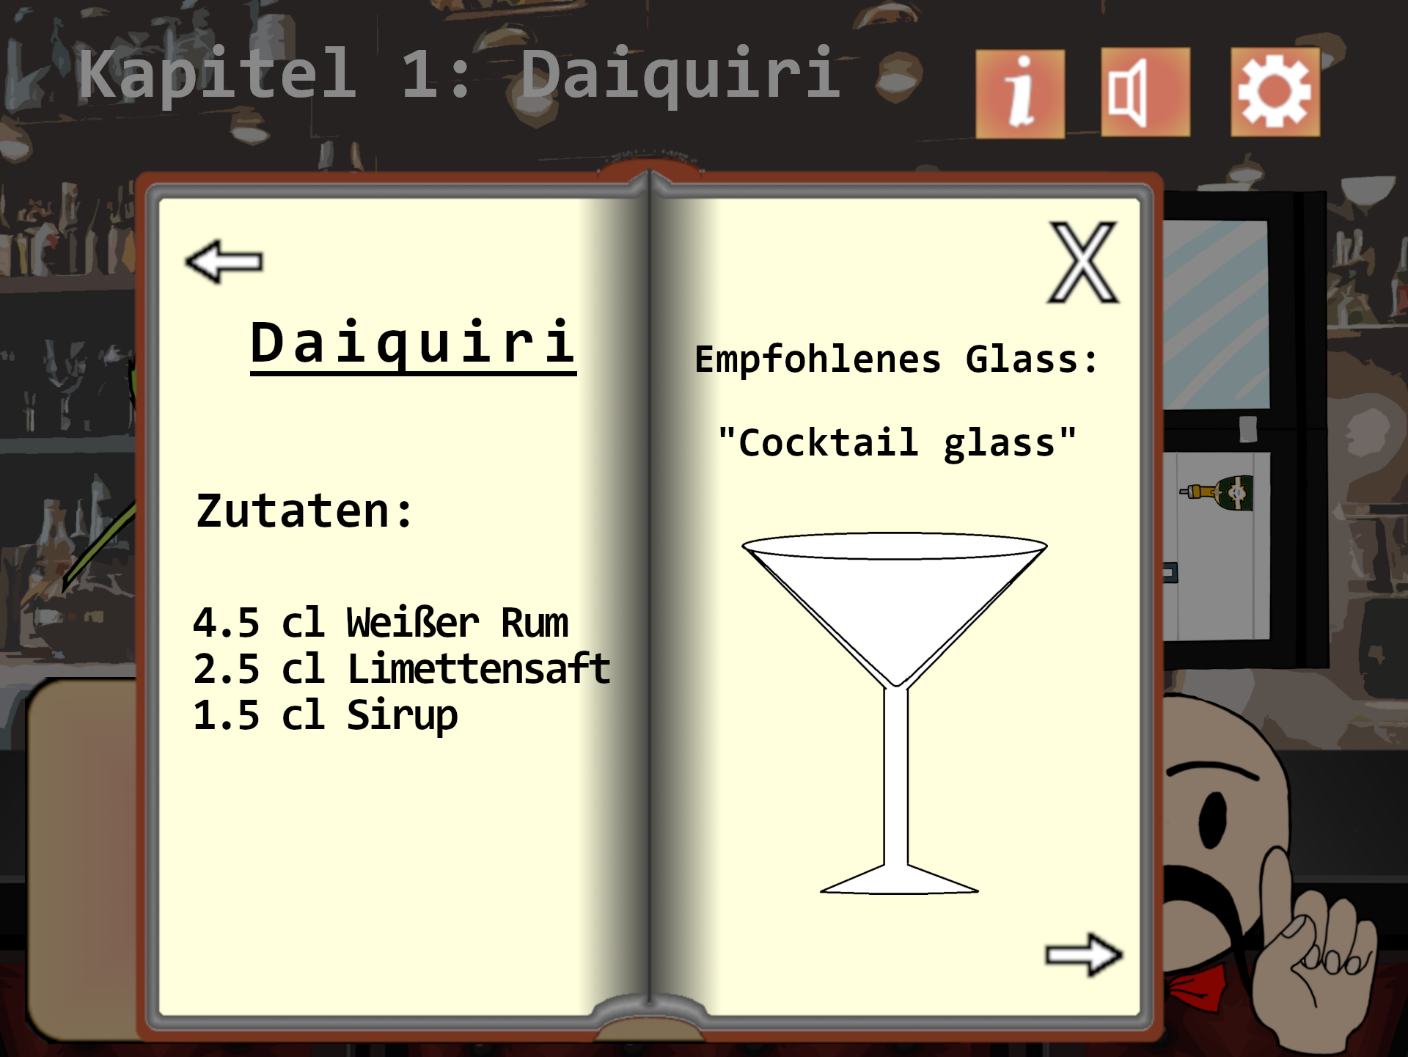 Kapitel 1: Daiquiri
i
X
Daiquiri
Zutaten:
4.5 cl Weißer Rum
2.5 cl Limettensaft
1.5 cl Sirup
Empfohlenes Glass:
"Cocktail glass"